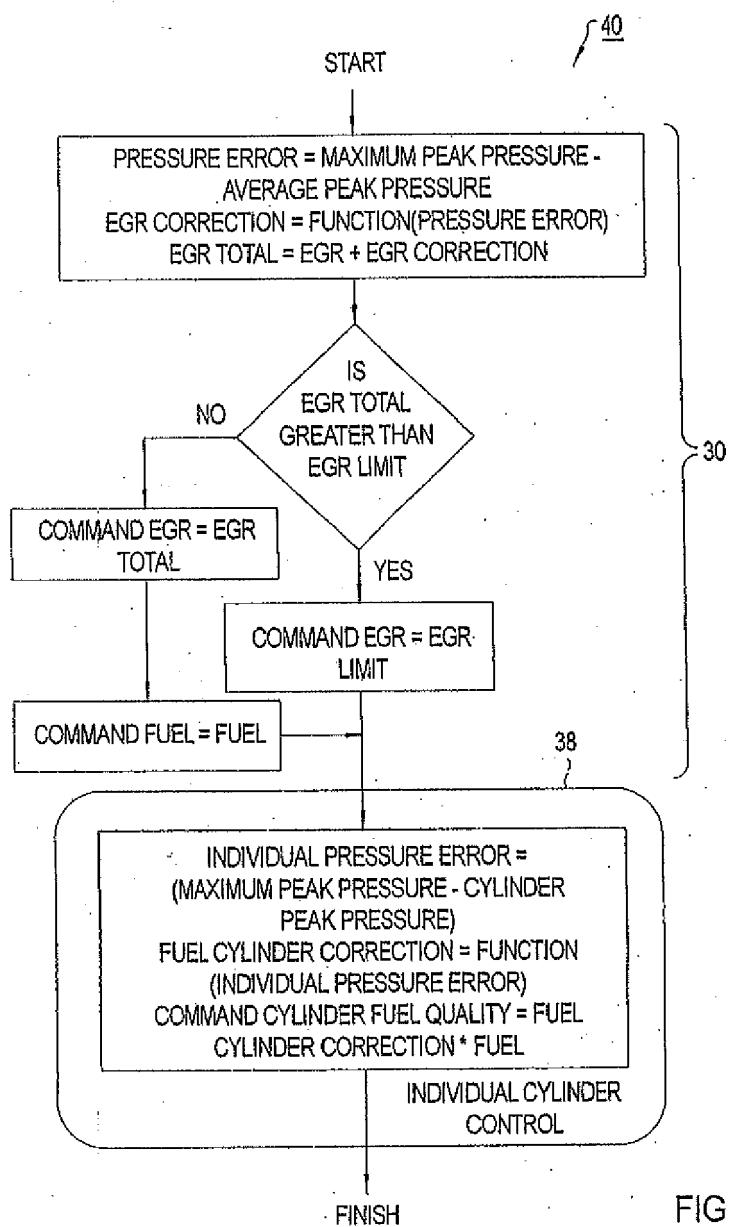 40
START
PRESSURE ERROR = MAXIMUM PEAK PRESSURE -
AVERAGE PEAK PRESSURE
EGR CORRECTION = FUNCTION(PRESSURE ERROR)
EGR TOTAL = EGR + EGR CORRECTION
IS
EGR TOTAL
GREATER THAN
EGR LIMIT
NO
YES
30
COMMAND EGR = EGR
TOTAL
COMMAND EGR = EGR
LIMIT
COMMAND FUEL = FUEL
38
INDIVIDUAL PRESSURE ERROR =
(MAXIMUM PEAK PRESSURE - CYLINDER
PEAK PRESSURE)
FUEL CYLINDER CORRECTION = FUNCTION
(INDIVIDUAL PRESSURE ERROR)
COMMAND CYLINDER FUEL QUALITY = FUEL
CYLINDER CORRECTION * FUEL
INDIVIDUAL CYLINDER
CONTROL
FINISH
FIG